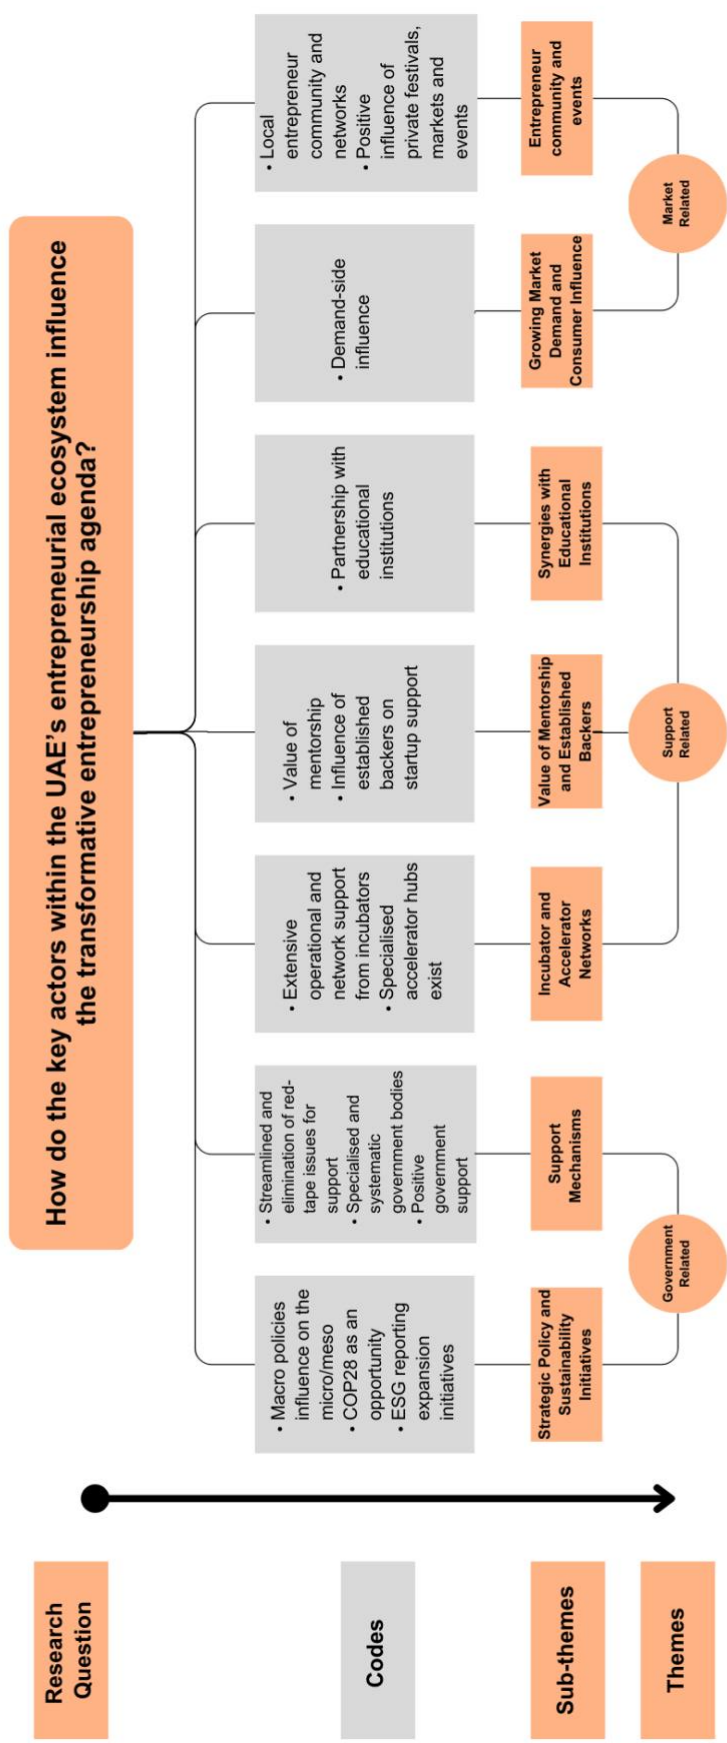 Research
Question
How do the key actors within the UAE's entrepreneurial ecosystem influence
the transformative entrepreneurship agenda?
Codes
• Macro policies
influence on the
micro/meso
• COP28 as an
opportunity
• ESG reporting
expansion
initiatives
• Streamlined and
elimination of red-
tape issues for
support
• Specialised and
systematic
government bodies
• Positive
government
support
• Extensive
operational and
network support
from incubators
• Specialised
accelerator hubs
exist
• Value of
mentorship
• Influence of
established
backers on
startup support
• Partnership with
educational
institutions
• Demand-side
influence
• Local
entrepreneur
community and
networks
• Positive
influence of
private festivals,
markets and
events
Sub-themes
Strategic Policy and
Sustainability
Initiatives
Support
Mechanisms
Incubator and
Accelerator
Networks
Value of Mentorship
and Established
Backers
Synergies with
Educational
Institutions
Growing Market
Demand and
Consumer Influence
Entrepreneur
community and
events
Themes
Government
Related
Support
Related
Market
Related